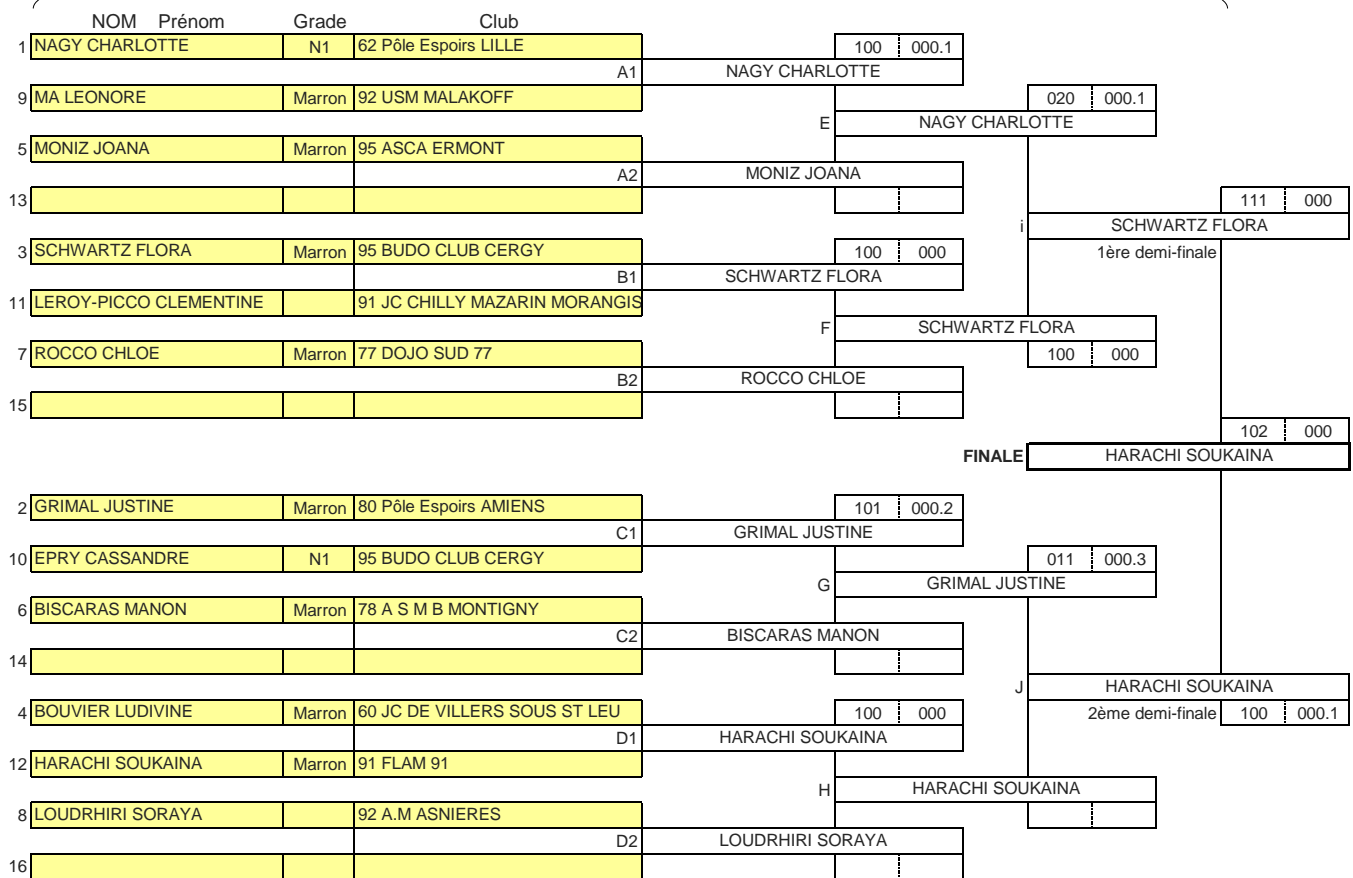 NOM Prénom Grade Club
1 NAGY CHARLOTTE N1 62 Pôle Espoirs LILLE 100 000.1
A1 NAGY CHARLOTTE
9 MA LEONORE Marron 92 USM MALAKOFF 020 000.1
E NAGY CHARLOTTE
5 MONIZ JOANA Marron 95 ASCA ERMONT
A2 MONIZ JOANA
13 111 000
i SCHWARTZ FLORA
3 SCHWARTZ FLORA Marron 95 BUDO CLUB CERGY 100 000 1ère demi-finale
B1 SCHWARTZ FLORA
11 LEROY-PICCO CLEMENTINE 91 JC CHILLY MAZARIN MORANGIS
F SCHWARTZ FLORA
7 ROCCO CHLOE Marron 77 DOJO SUD 77 100 000
B2 ROCCO CHLOE
15
102 000
FINALE HARACHI SOUKAINA
2 GRIMAL JUSTINE Marron 80 Pôle Espoirs AMIENS 101 000.2
C1 GRIMAL JUSTINE
10 EPRY CASSANDRE N1 95 BUDO CLUB CERGY 011 000.3
G GRIMAL JUSTINE
6 BISCARAS MANON Marron 78 A S M B MONTIGNY
C2 BISCARAS MANON
14
J HARACHI SOUKAINA
4 BOUVIER LUDIVINE Marron 60 JC DE VILLERS SOUS ST LEU 100 000 2ème demi-finale 100 000.1
D1 HARACHI SOUKAINA
12 HARACHI SOUKAINA Marron 91 FLAM 91
H HARACHI SOUKAINA
8 LOUDRHIRI SORAYA 92 A.M ASNIERES
D2 LOUDRHIRI SORAYA
16